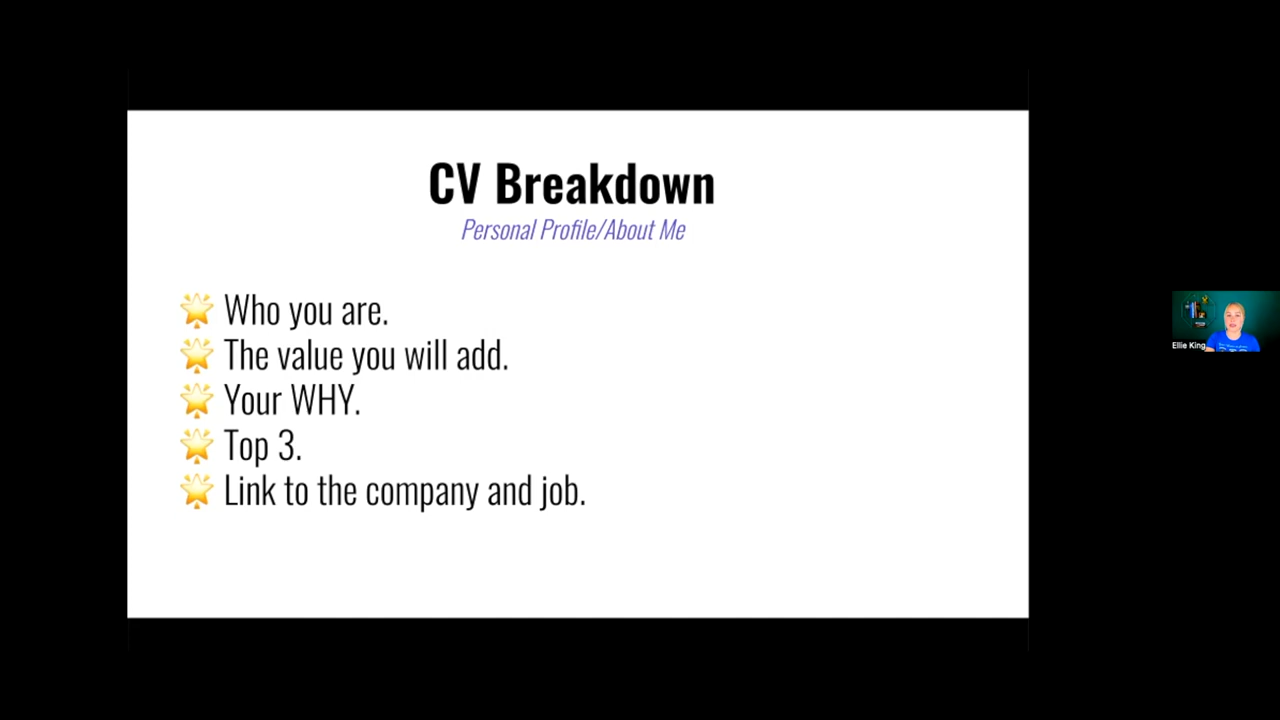 CV Breakdown
Personal Profile/About Me
🌟 Who you are.
🌟 The value you will add.
🌟 Your WHY.
🌟 Top 3.
🌟 Link to the company and job.
Ellie King